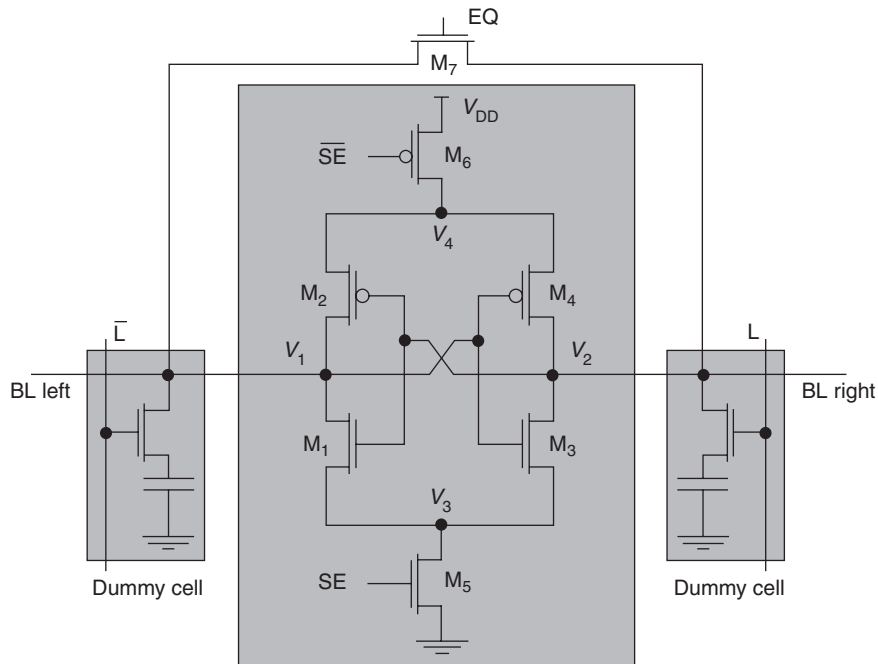 EQ
M7
VDD
S̅E̅
M6
V4
M2
M4
L̅
L
V1
V2
BL left
BL right
M1
M3
V3
SE
M5
Dummy cell
Dummy cell